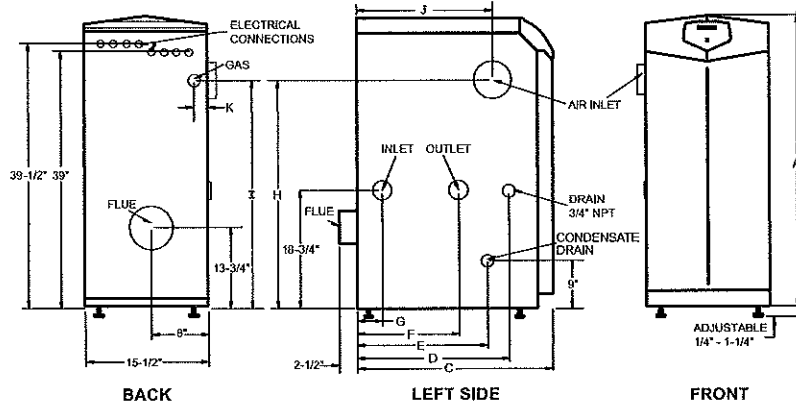 ELECTRICAL
CONNECTIONS
GAS
K
39-1/2"
39"
FLUE
13-3/4"
8"
15-1/2"
BACK
J
H
AIR INLET
INLET OUTLET
FLUE
18-3/4"
DRAIN
3/4" NPT
CONDENSATE
DRAIN
9"
G
F
E
D
C
2-1/2"
LEFT SIDE
ADJUSTABLE
1/4" - 1-1/4"
FRONT